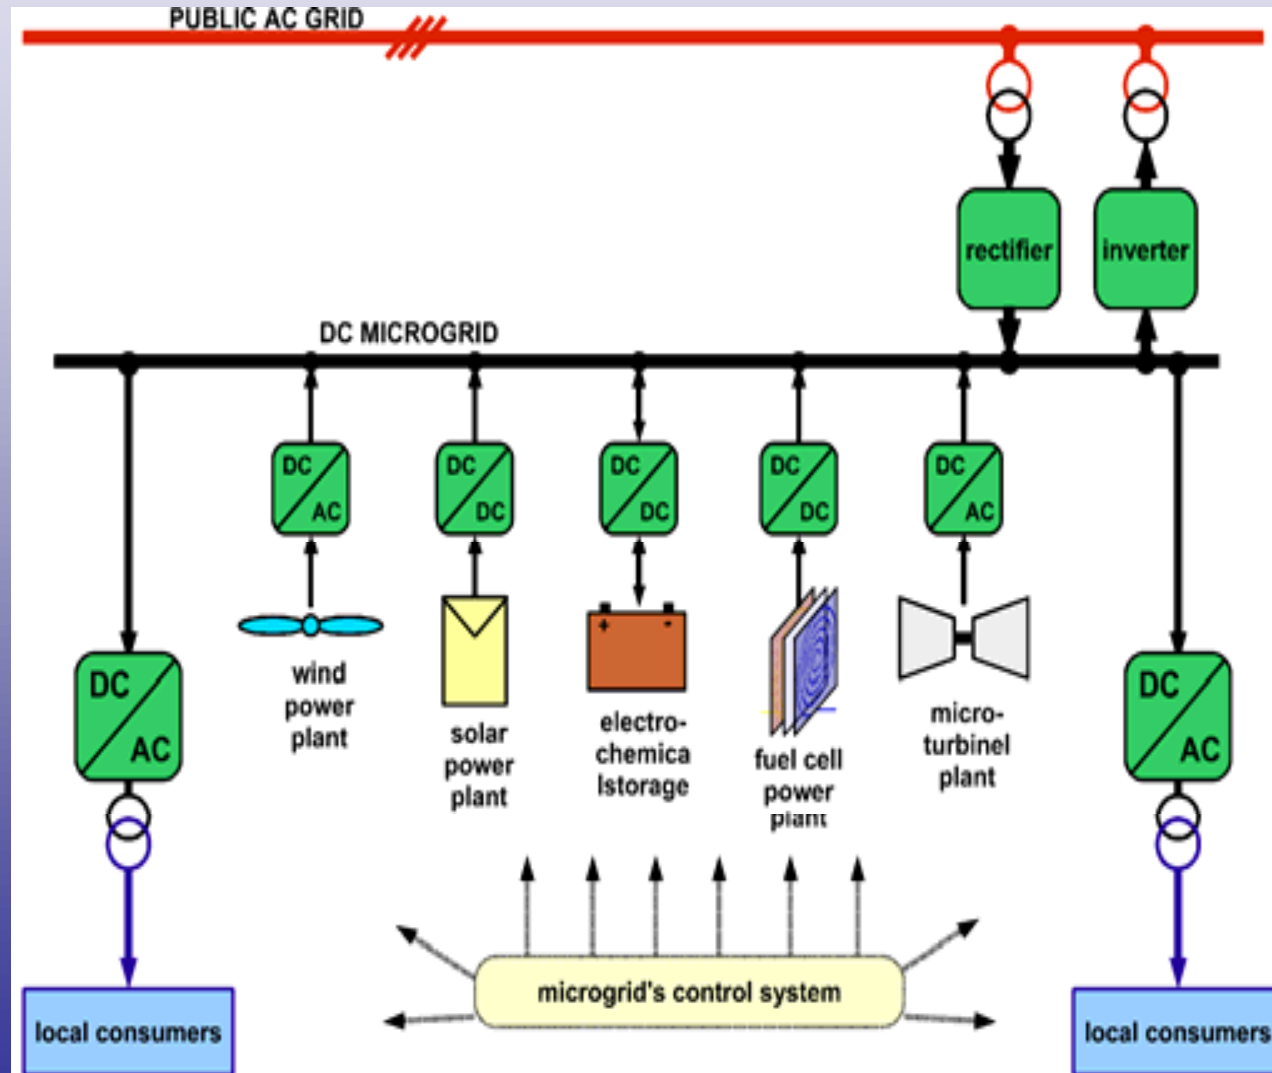 PUBLIC AC GRID
rectifier
inverter
DC MICROGRID
DC
AC
DC
DC
DC
DC
DC
DC
DC
AC
+
-
DC
AC
DC
AC
wind
power
plant
solar
power
plant
electro-
chemica
lstorage
fuel cell
power
plant
micro-
turbinel
plant
microgrid's control system
local consumers
local consumers